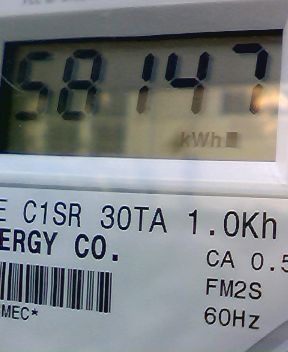 58147
kWh
E C1SR 30TA 1.0Kh
ERGY CO.
CA 0.5
FM2S
MEC*
60Hz